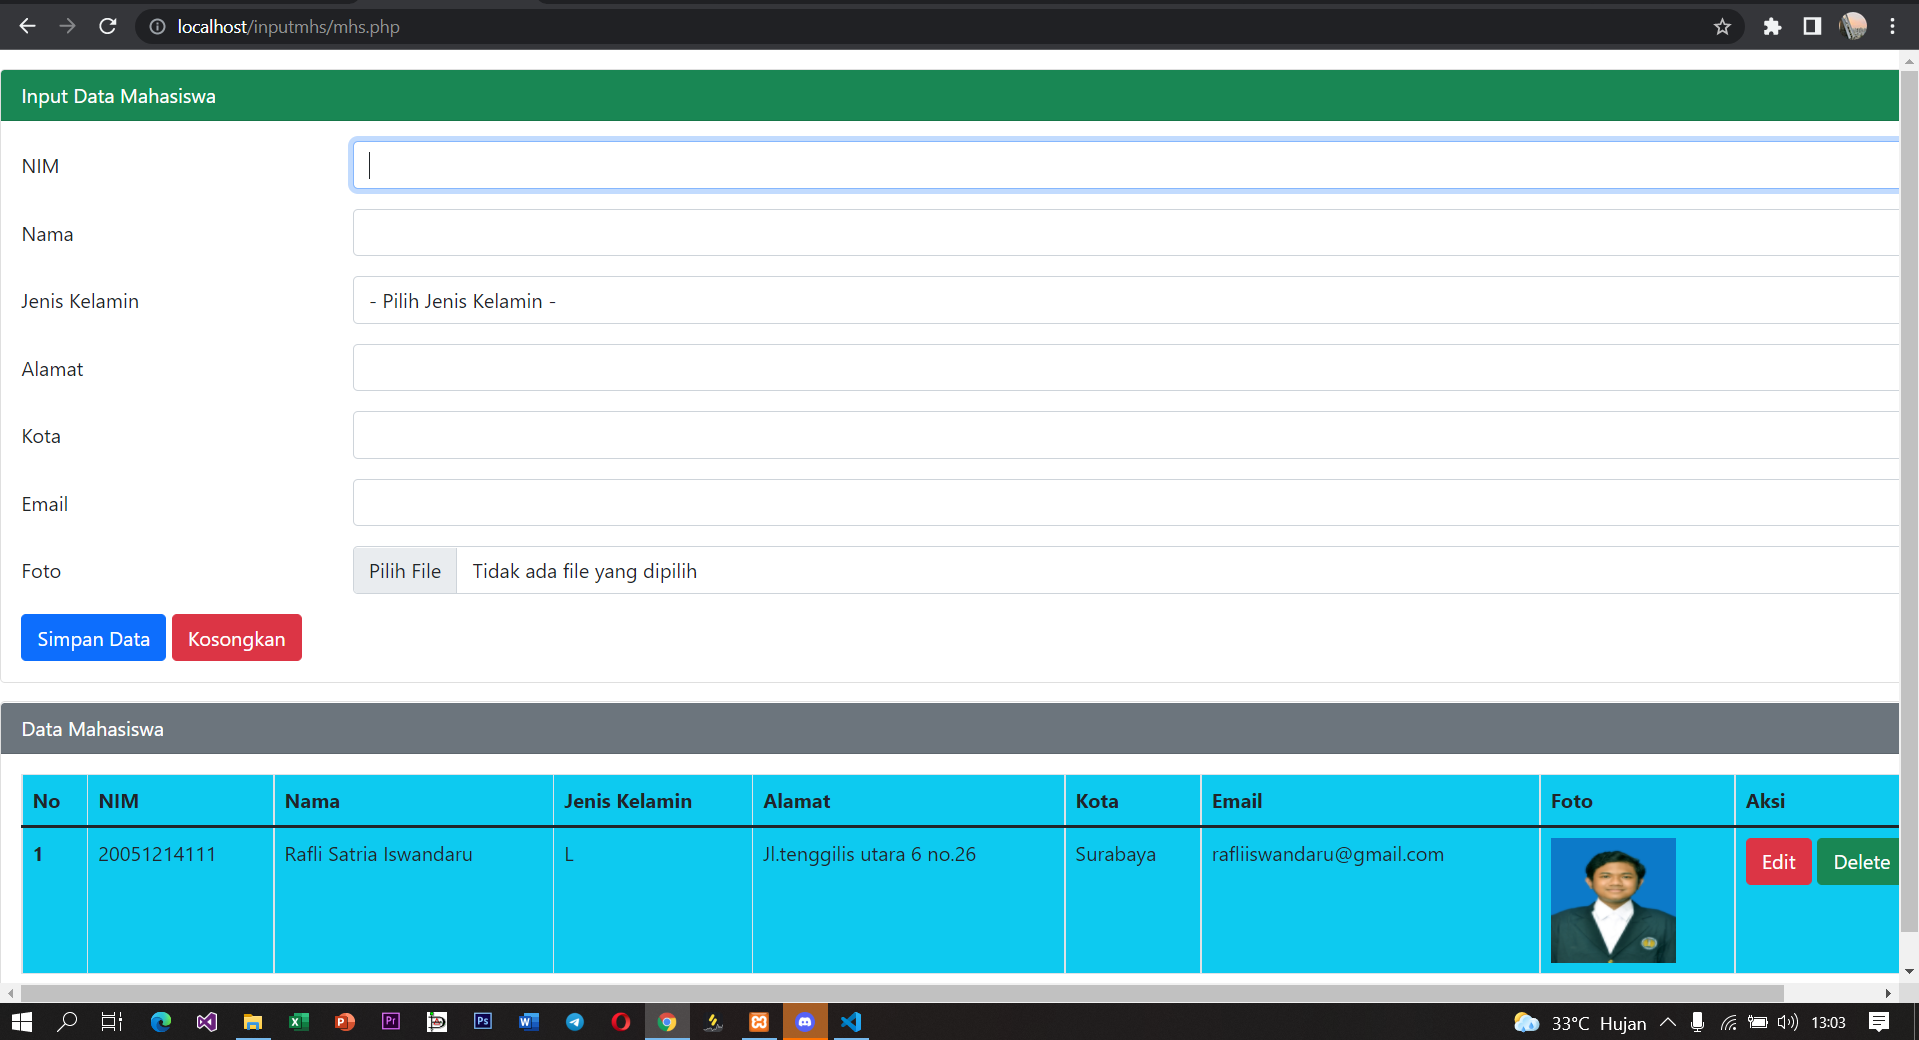 localhost/inputmhs/mhs.php
Input Data Mahasiswa
NIM
Nama
Jenis Kelamin - Pilih Jenis Kelamin -
Alamat
Kota
Email
Foto Pilih File Tidak ada file yang dipilih
Simpan Data Kosongkan
Data Mahasiswa
No NIM Nama Jenis Kelamin Alamat Kota Email Foto Aksi
1 20051214111 Rafli Satria Iswandaru L Jl.tenggilis utara 6 no.26 Surabaya rafliiswandaru@gmail.com Edit Delete
33°C Hujan 13:03